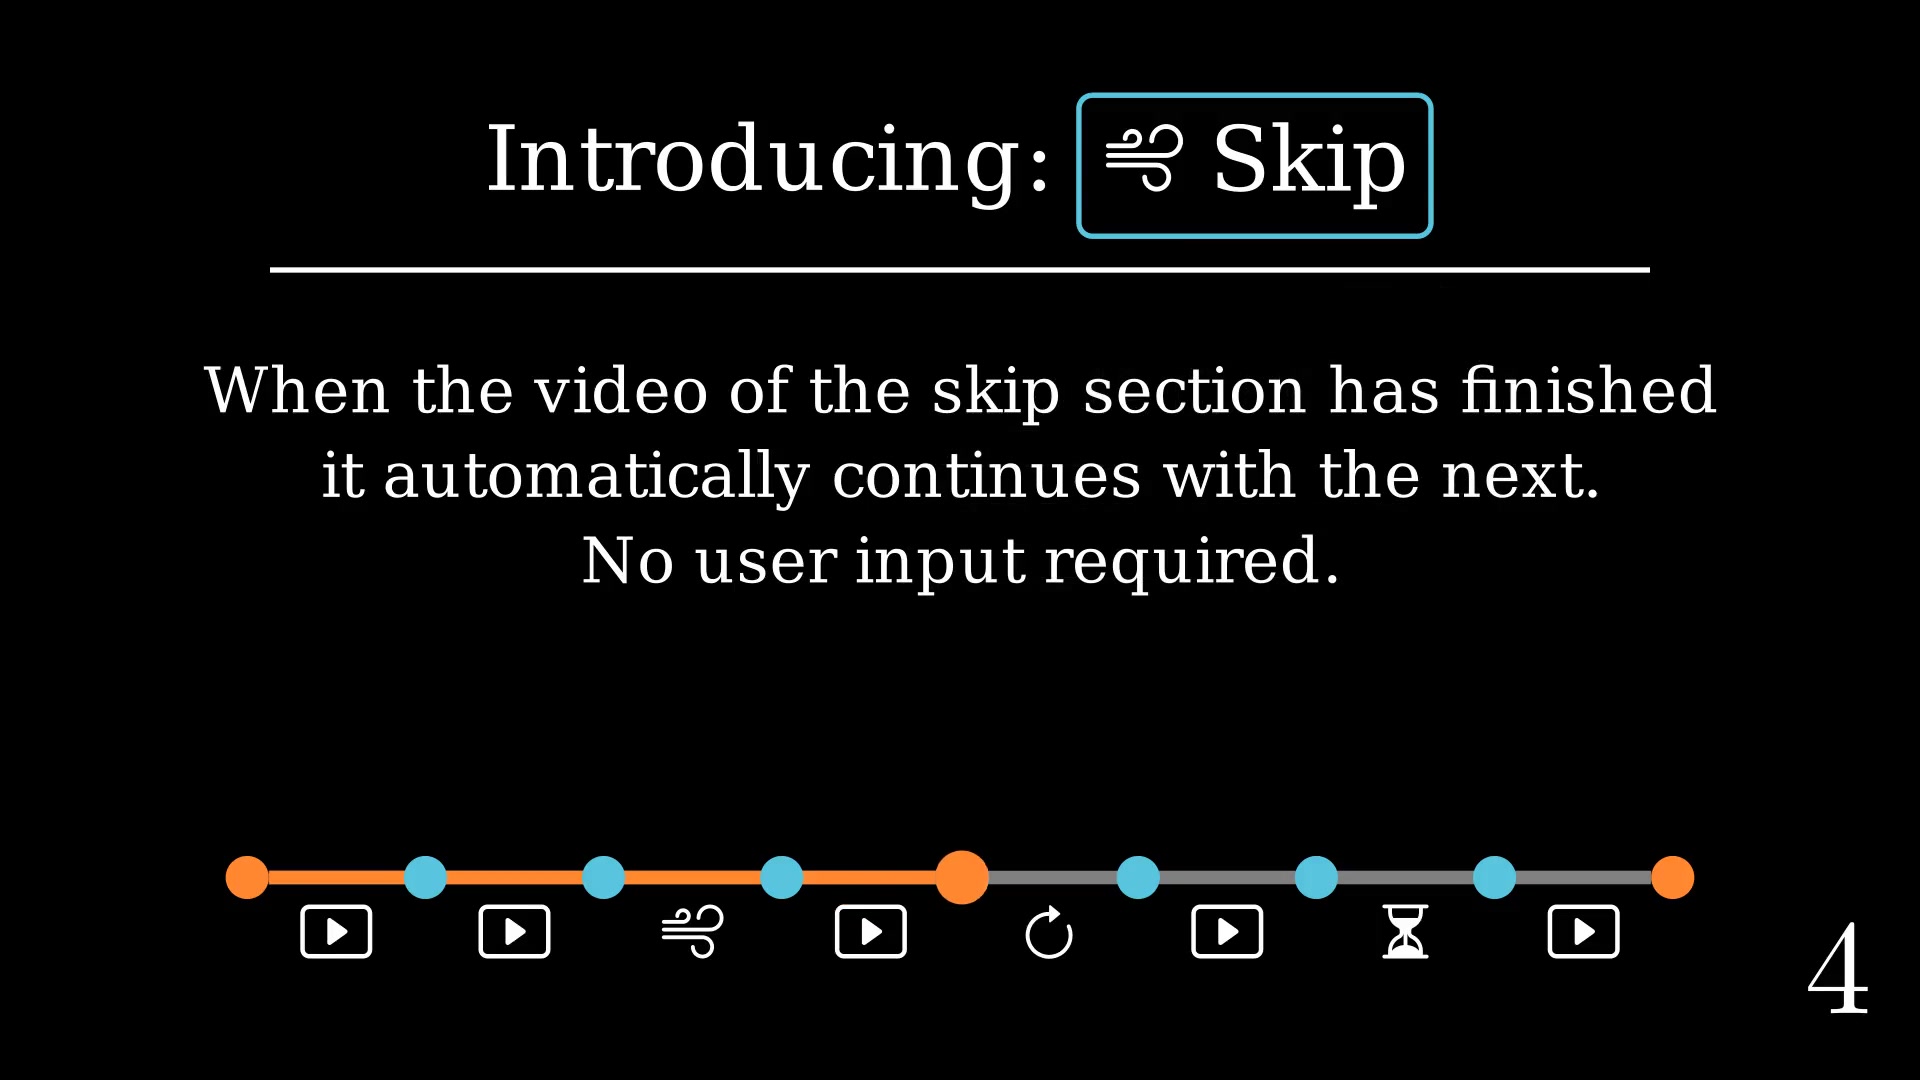 Introducing: Skip
When the video of the skip section has finished
it automatically continues with the next.
No user input required.
4